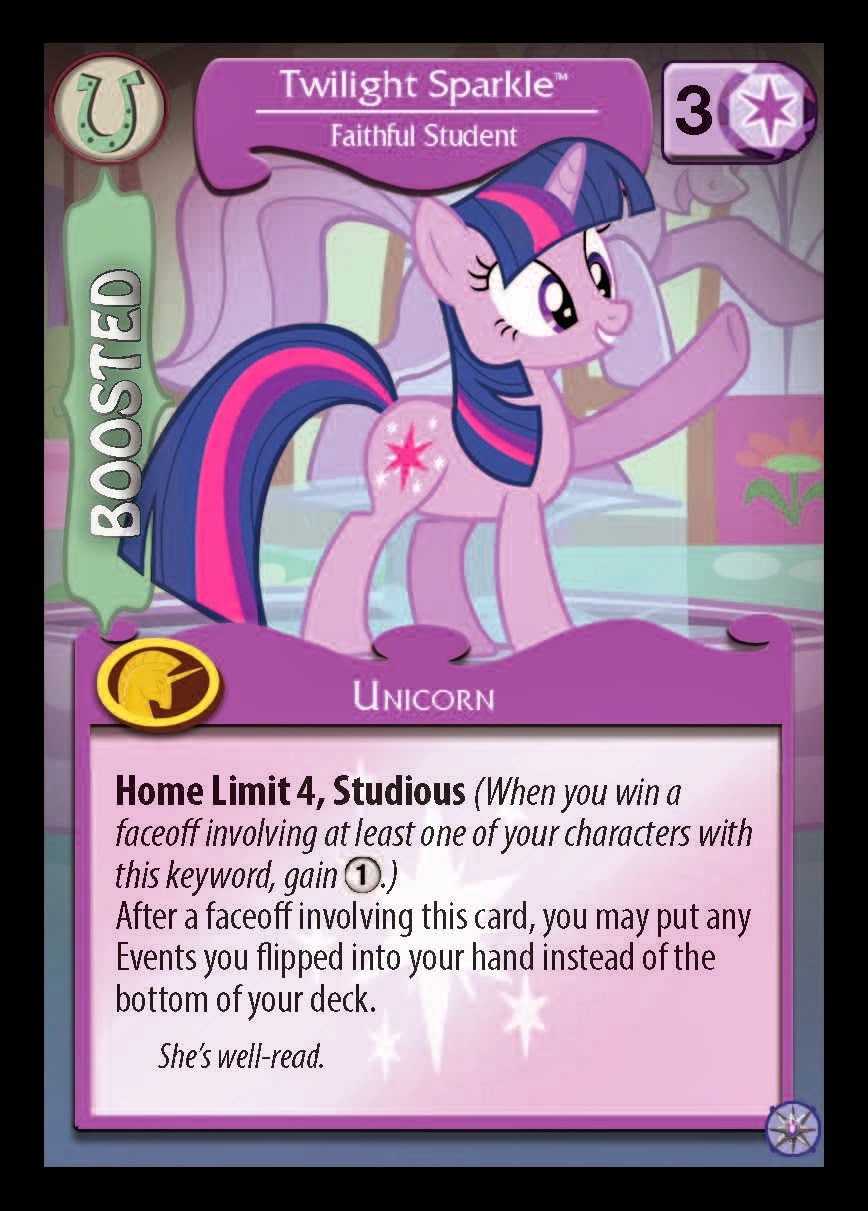 Twilight Sparkle™
Faithful Student
3
BOOSTED
UNICORN
Home Limit 4, Studious (When you win a
faceoff involving at least one of your characters with
this keyword, gain 1.)
After a faceoff involving this card, you may put any
Events you flipped into your hand instead of the
bottom of your deck.
She's well-read.